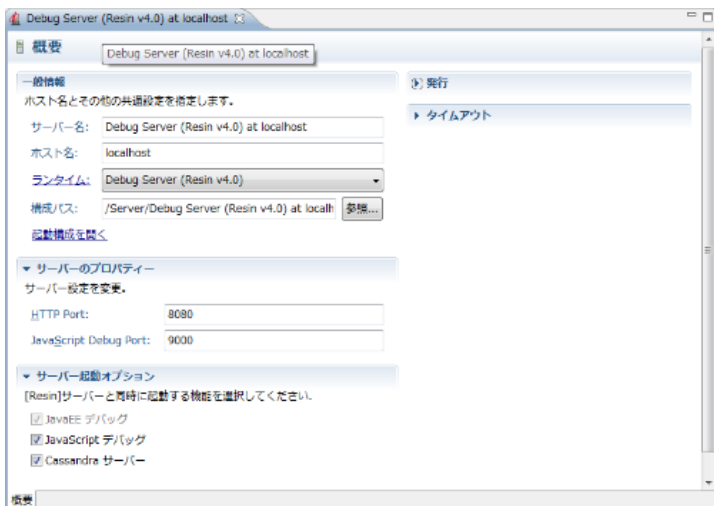 Debug Server (Resin v4.0) at localhost
概要
Debug Server (Resin v4.0) at localhost
一般情報
ホスト名とその他の共通設定を指定します。
サーバー名: Debug Server (Resin v4.0) at localhost
ホスト名: localhost
ランタイム: Debug Server (Resin v4.0)
構成パス: /Server/Debug Server (Resin v4.0) at localh 参照...
起動構成を開く
サーバーのプロパティー
サーバー設定を変更。
HTTP Port: 8080
JavaScript Debug Port: 9000
サーバー起動オプション
[Resin]サーバーと同時に起動する機能を選択してください.
JavaEE デバッグ
JavaScript デバッグ
Cassandra サーバー
発行
タイムアウト
概要